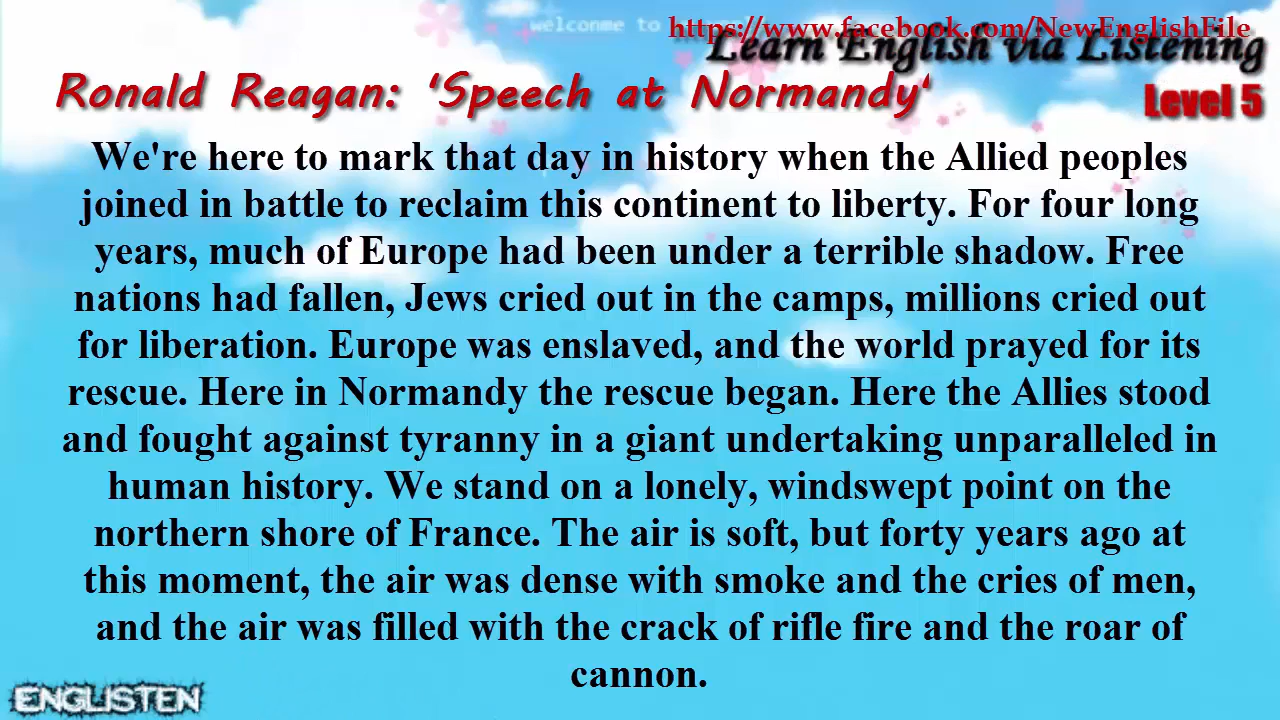 welconme to
https://www.facebook.com/NewEnglishFile
Learn English via Listening
Ronald Reagan: 'Speech at Normandy'
Level 5
We're here to mark that day in history when the Allied peoples
joined in battle to reclaim this continent to liberty. For four long
years, much of Europe had been under a terrible shadow. Free
nations had fallen, Jews cried out in the camps, millions cried out
for liberation. Europe was enslaved, and the world prayed for its
rescue. Here in Normandy the rescue began. Here the Allies stood
and fought against tyranny in a giant undertaking unparalleled in
human history. We stand on a lonely, windswept point on the
northern shore of France. The air is soft, but forty years ago at
this moment, the air was dense with smoke and the cries of men,
and the air was filled with the crack of rifle fire and the roar of
cannon.
ENGLISTEN